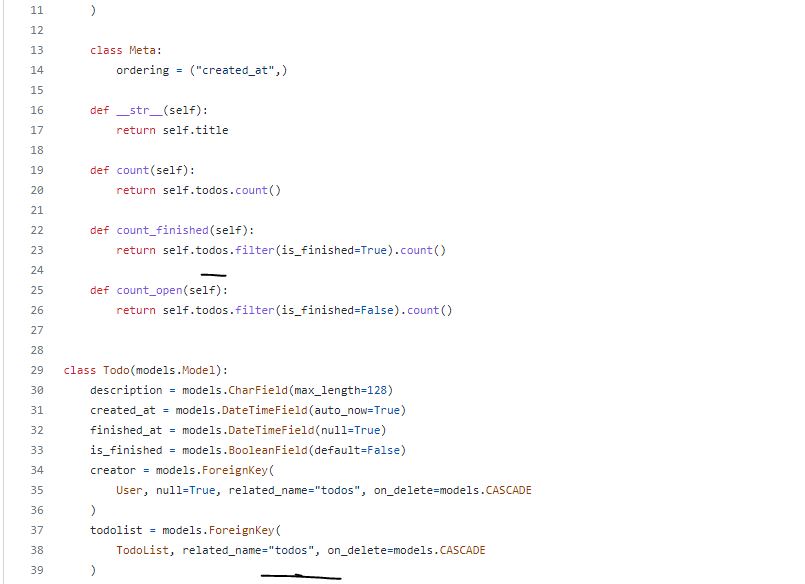 11     )
12
13     class Meta:
14         ordering = ("created_at",)
15
16     def __str__(self):
17         return self.title
18
19     def count(self):
20         return self.todos.count()
21
22     def count_finished(self):
23         return self.todos.filter(is_finished=True).count()
24
25     def count_open(self):
26         return self.todos.filter(is_finished=False).count()
27
28
29 class Todo(models.Model):
30     description = models.CharField(max_length=128)
31     created_at = models.DateTimeField(auto_now=True)
32     finished_at = models.DateTimeField(null=True)
33     is_finished = models.BooleanField(default=False)
34     creator = models.ForeignKey(
35         User, null=True, related_name="todos", on_delete=models.CASCADE
36     )
37     todolist = models.ForeignKey(
38         TodoList, related_name="todos", on_delete=models.CASCADE
39     )